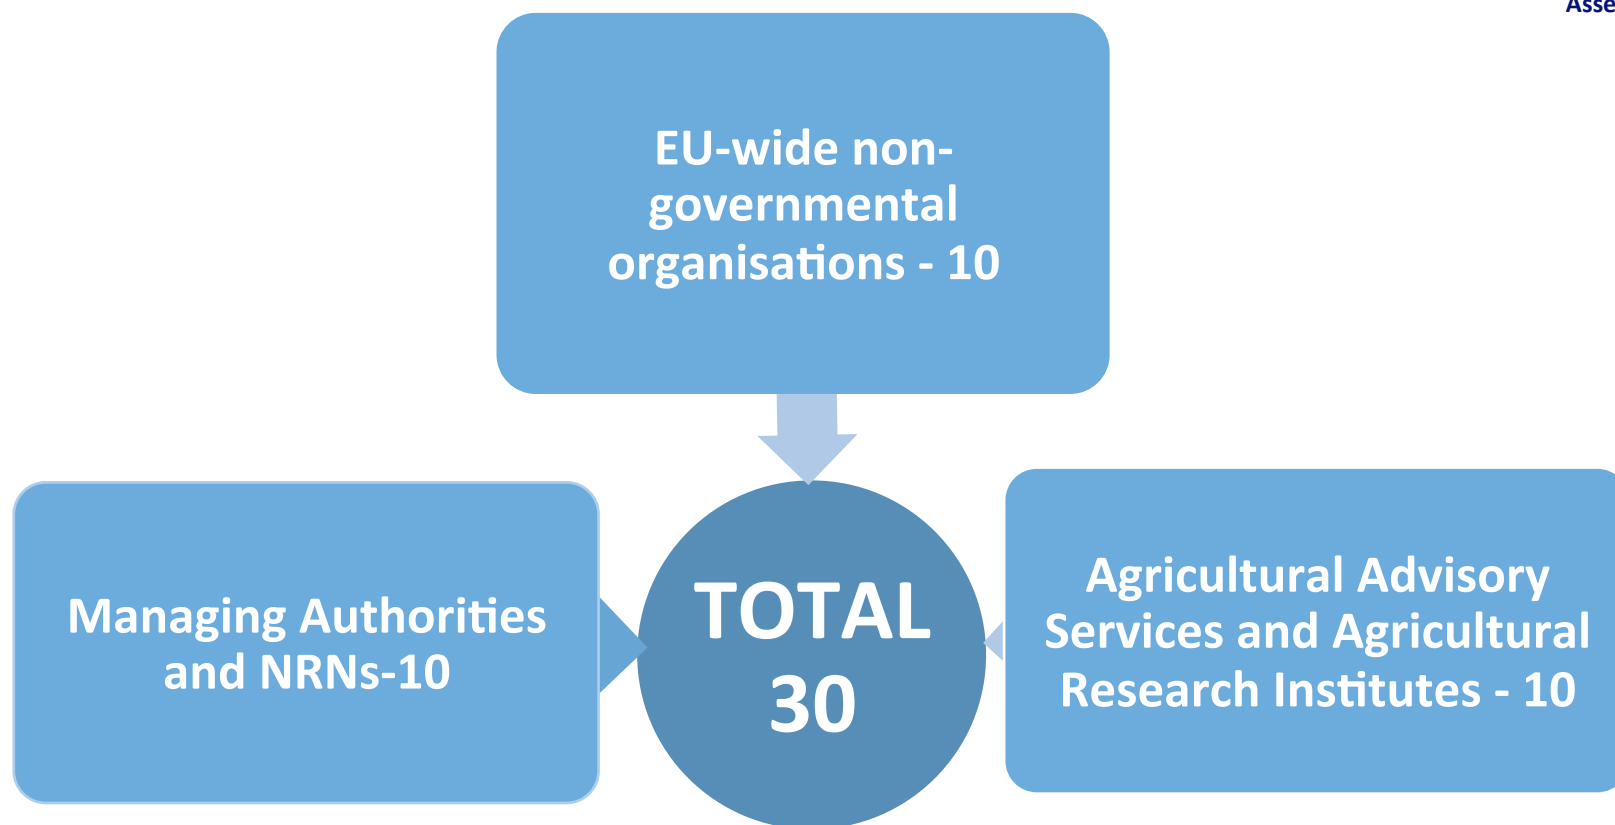 EU-wide non-
governmental
organisations - 10
Managing Authorities
and NRNs-10
TOTAL
30
Agricultural Advisory
Services and Agricultural
Research Institutes - 10